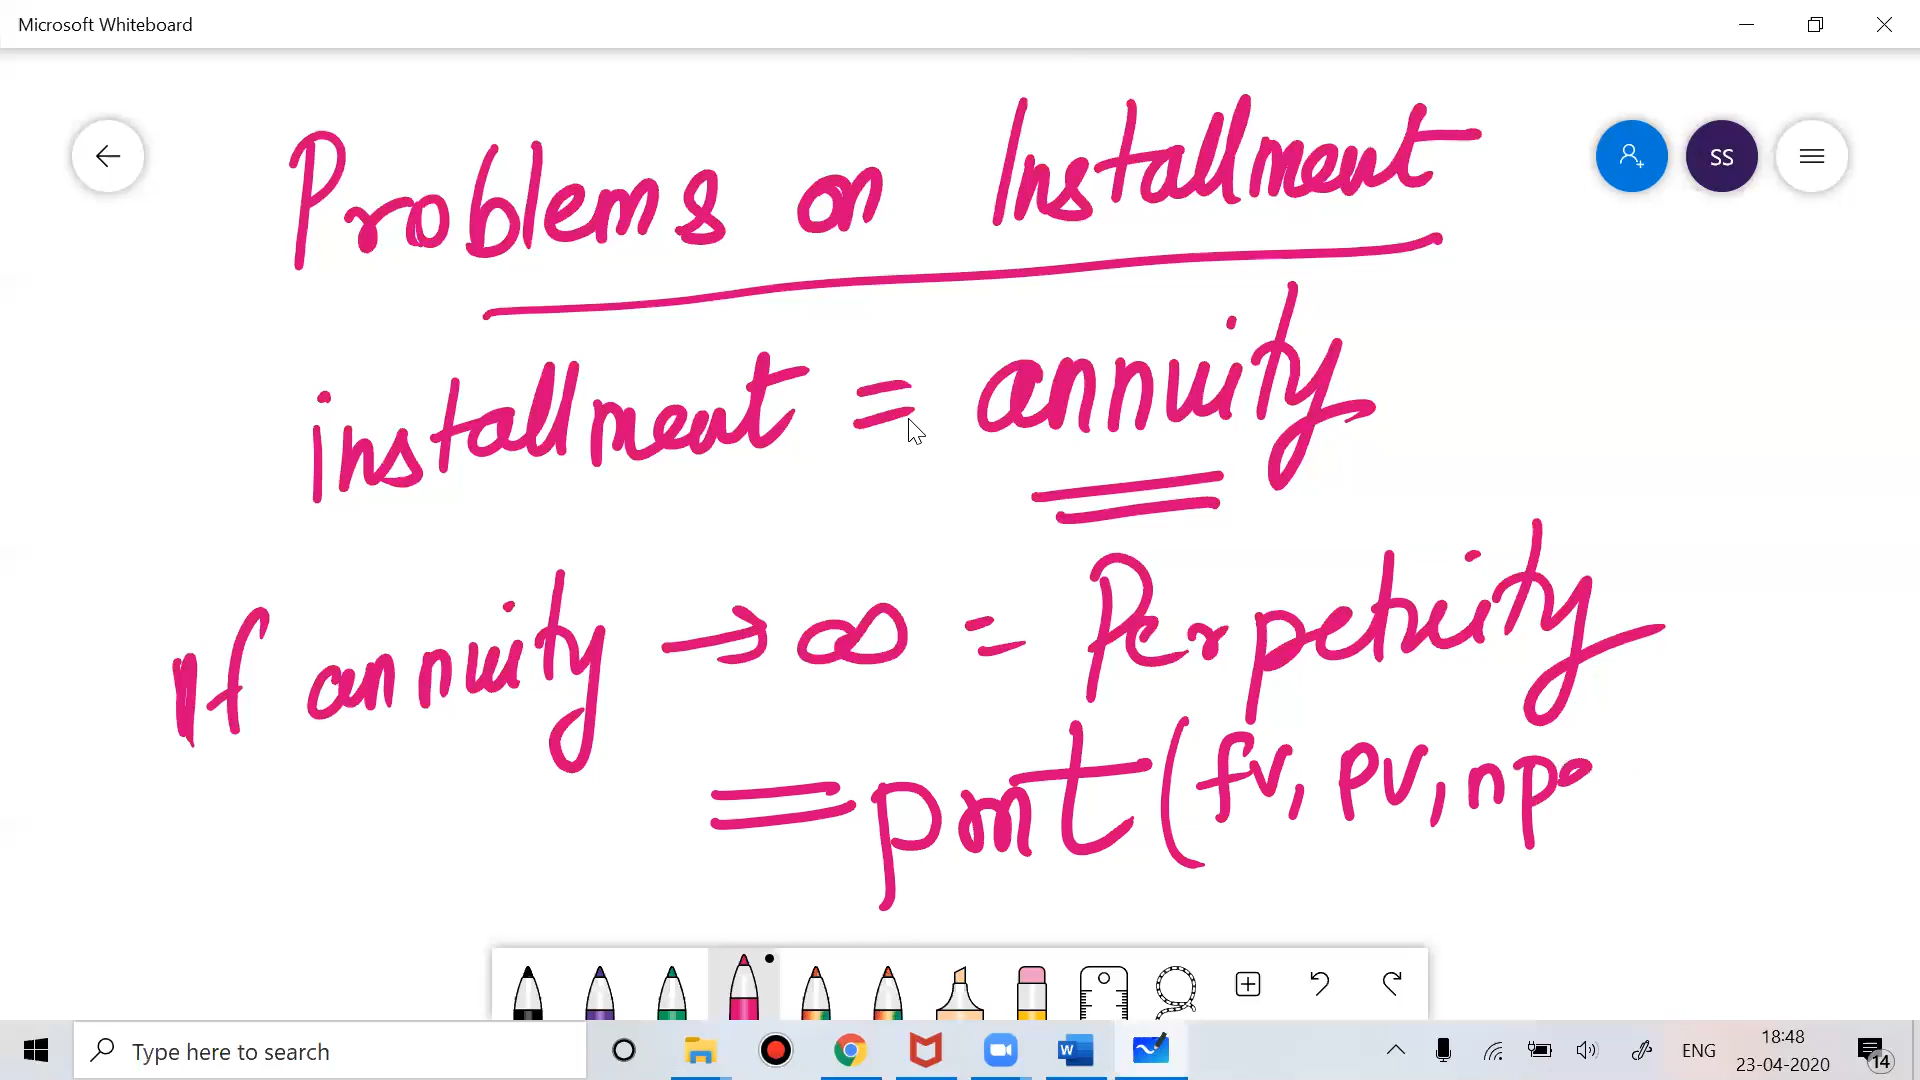 Microsoft Whiteboard
Problems on Installment
SS
installment = annuity
If annuity → ∞ = Perpetuity
= pmt (fv, pv, npe
Type here to search
ENG
18:48
23-04-2020
14